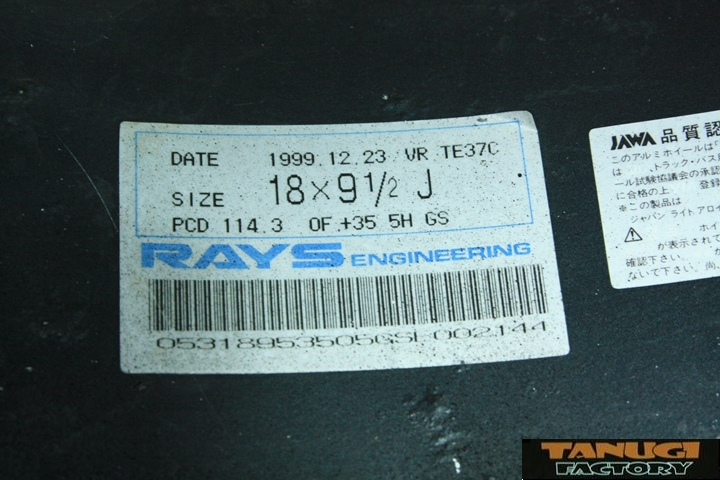 DATE 1999.12.23 VR TE37C
SIZE 18×9 1/2 J
PCD 114.3 OF.+35 5H GS
RAYS ENGINEERING
05318953505GSL002144
JAWA 品質認
このアルミホイールは「
は トラック・バス
ール試験協議会の承認
に合格の上、 登録
※この製品は
ジャパン ライト アロイ
ホイ
が表示されて
確認下さい。 か
ないで下さい。尚
TANUGI
FACTORY